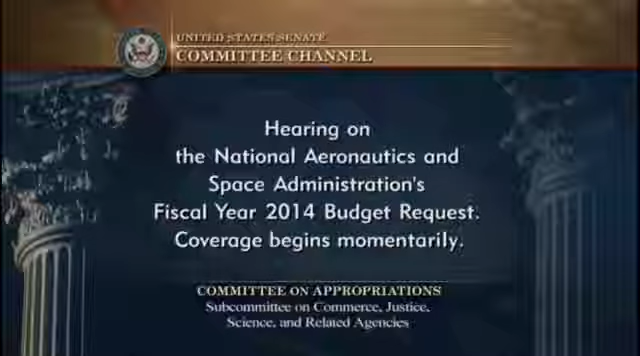 UNITED STATES SENATE
COMMITTEE CHANNEL
Hearing on
the National Aeronautics and
Space Administration's
Fiscal Year 2014 Budget Request.
Coverage begins momentarily.
COMMITTEE ON APPROPRIATIONS
Subcommittee on Commerce, Justice,
Science, and Related Agencies